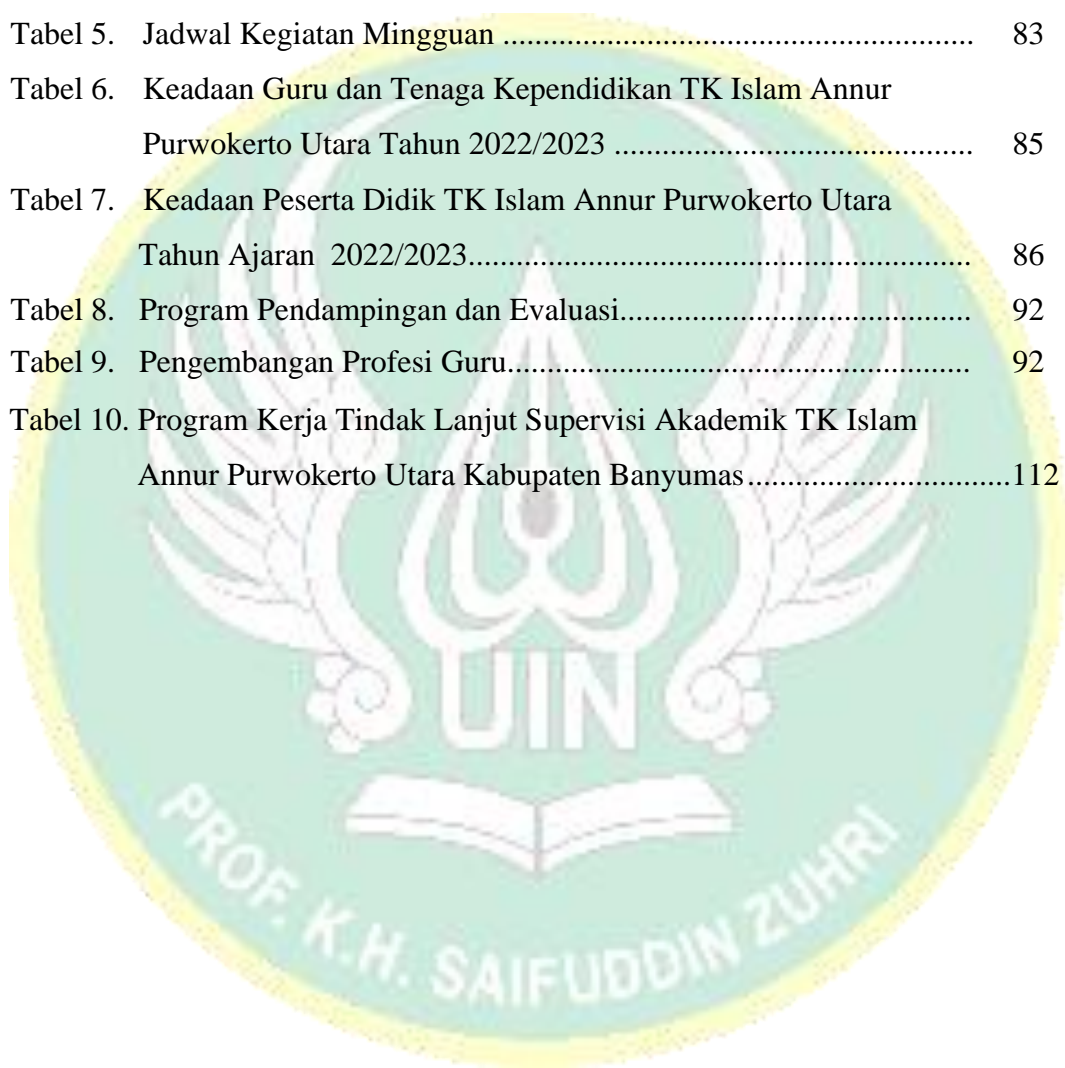 Tabel 5. Jadwal Kegiatan Mingguan ................................................................................ 83
Tabel 6. Keadaan Guru dan Tenaga Kependidikan TK Islam Annur
Purwokerto Utara Tahun 2022/2023 ......................................... 85
Tabel 7. Keadaan Peserta Didik TK Islam Annur Purwokerto Utara
Tahun Ajaran 2022/2023............................................................ 86
Tabel 8. Program Pendampingan dan Evaluasi.......................................... 92
Tabel 9. Pengembangan Profesi Guru....................................................... 92
Tabel 10. Program Kerja Tindak Lanjut Supervisi Akademik TK Islam
Annur Purwokerto Utara Kabupaten Banyumas...............................112
UIN
PROF. K.H. SAIFUDDIN ZUHRI